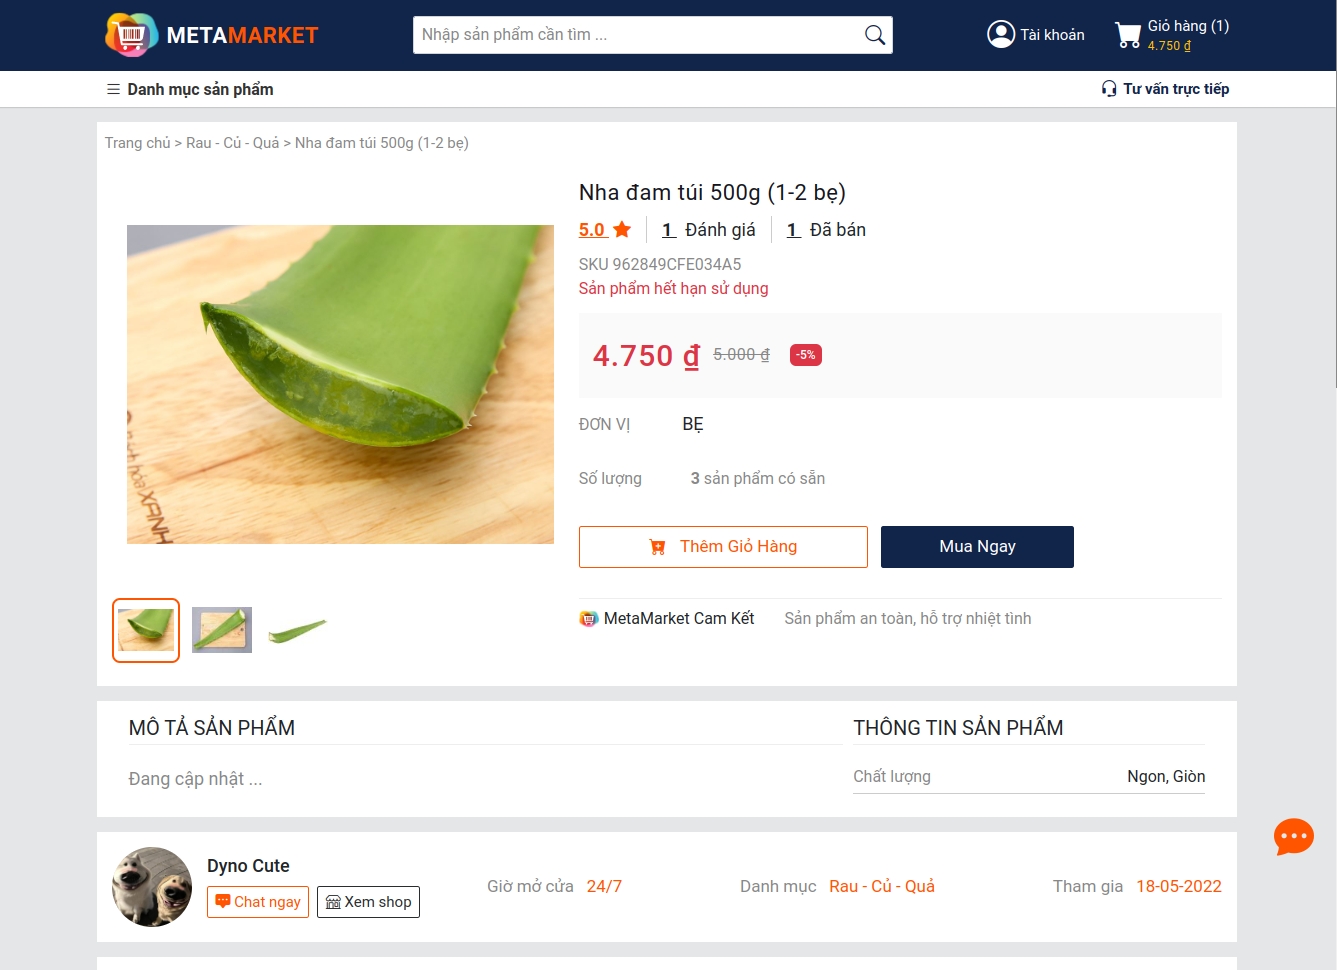 METAMARKET
Nhập sản phẩm cần tìm ...
Tài khoản
Giỏ hàng (1)
4.750 ₫
Danh mục sản phẩm
Tư vấn trực tiếp
Trang chủ > Rau - Củ - Quả > Nha đam túi 500g (1-2 bẹ)
Nha đam túi 500g (1-2 bẹ)
5.0 1 Đánh giá 1 Đã bán
SKU 962849CFE034A5
Sản phẩm hết hạn sử dụng
4.750 ₫ 5.000 ₫ -5%
ĐƠN VỊ BẸ
Số lượng 3 sản phẩm có sẵn
Thêm Giỏ Hàng
Mua Ngay
MetaMarket Cam Kết Sản phẩm an toàn, hỗ trợ nhiệt tình
XANH
MÔ TẢ SẢN PHẨM
Đang cập nhật ...
THÔNG TIN SẢN PHẨM
Chất lượng Ngon, Giòn
Dyno Cute
Chat ngay
Xem shop
Giờ mở cửa 24/7
Danh mục Rau - Củ - Quả
Tham gia 18-05-2022